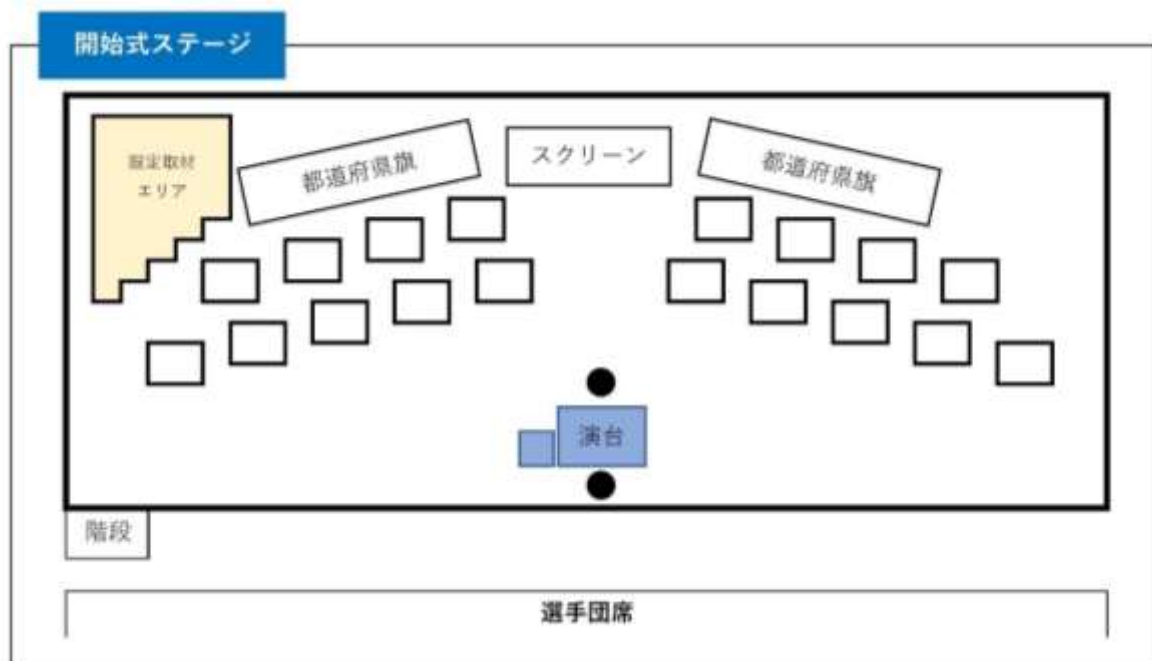 開始式ステージ
設定取材
エリア
都道府県旗
スクリーン
都道府県旗
演台
階段
選手団席